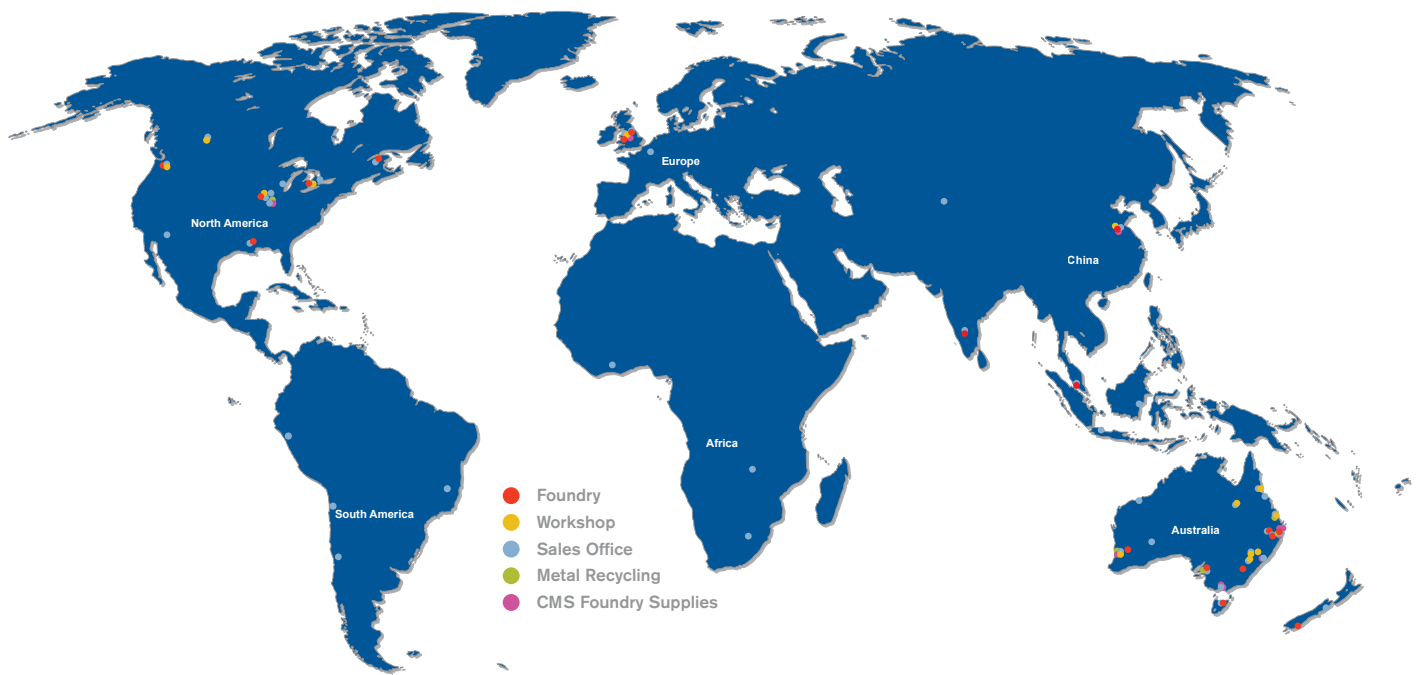 Europe
North America
China
Africa
South America
Australia
Foundry
Workshop
Sales Office
Metal Recycling
CMS Foundry Supplies